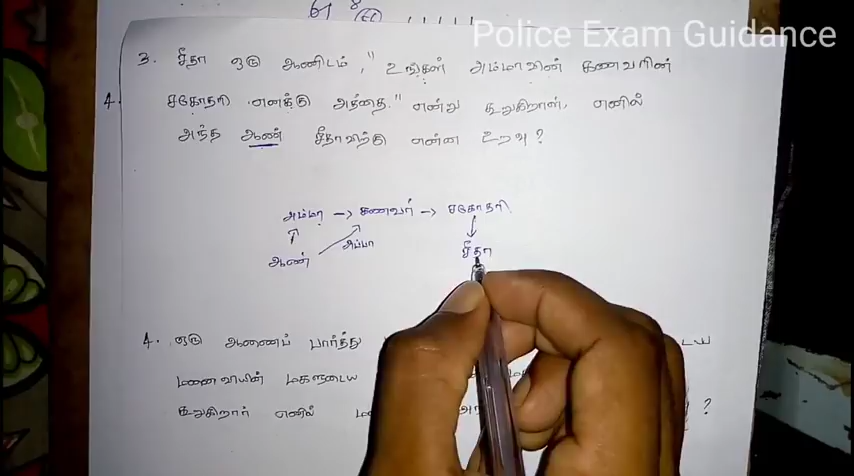 Police Exam Guidance
3. சீதா ஒரு ஆணிடம், "உங்கள் அம்மாவின் கணவரின்
4. சகோதரி எனக்கு அத்தை." என்று கூறுகிறாள். எனில்
அந்த ஆண் சீதாவிற்கு என்ன உறவு?
அம்மா → கணவர் → சகோதரி
அப்பா
ஆண் சீதா
4. ஒரு ஆணைப் பார்த்து
மனைவியின் மகளுடைய
கூறுகிறார் எனில் ?